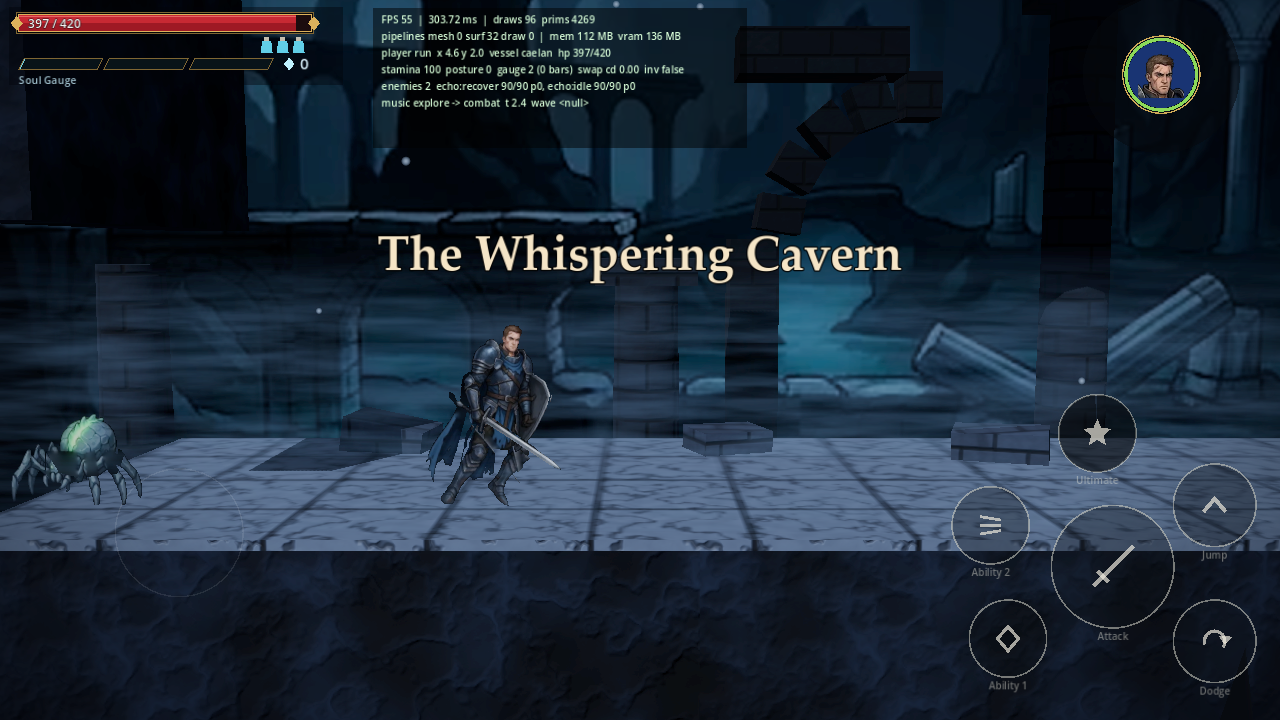 397 / 420
0
Soul Gauge
FPS 55 | 303.72 ms | draws 96 prims 4269
pipelines mesh 0 surf 32 draw 0 | mem 112 MB vram 136 MB
player run x 4.6 y 2.0 vessel caelan hp 397/420
stamina 100 posture 0 gauge 2 (0 bars) swap cd 0.00 inv false
enemies 2 echo:recover 90/90 p0, echo:idle 90/90 p0
music explore -> combat t 2.4 wave <null>
The Whispering Cavern
Ultimate
Jump
Ability 2
Attack
Ability 1
Dodge